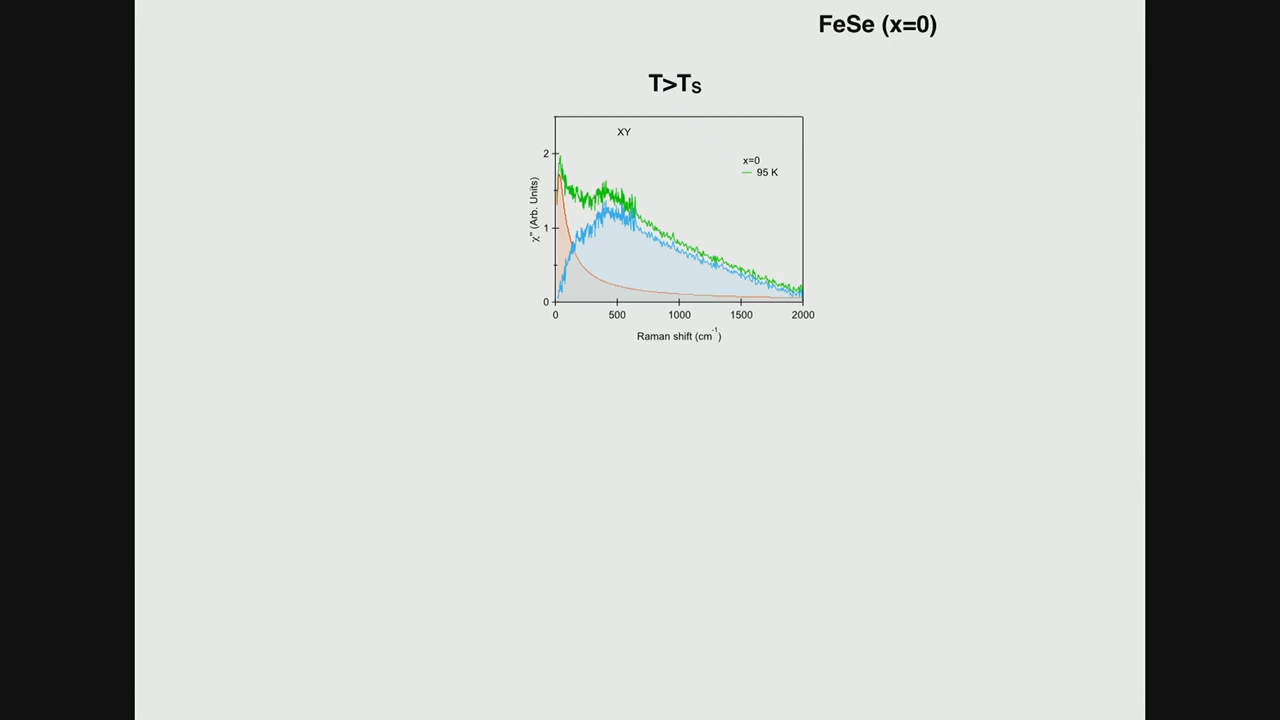 FeSe (x=0)
T>Ts
XY
x=0
95 K
2
1
0
χ" (Arb. Units)
0 500 1000 1500 2000
Raman shift (cm⁻¹)